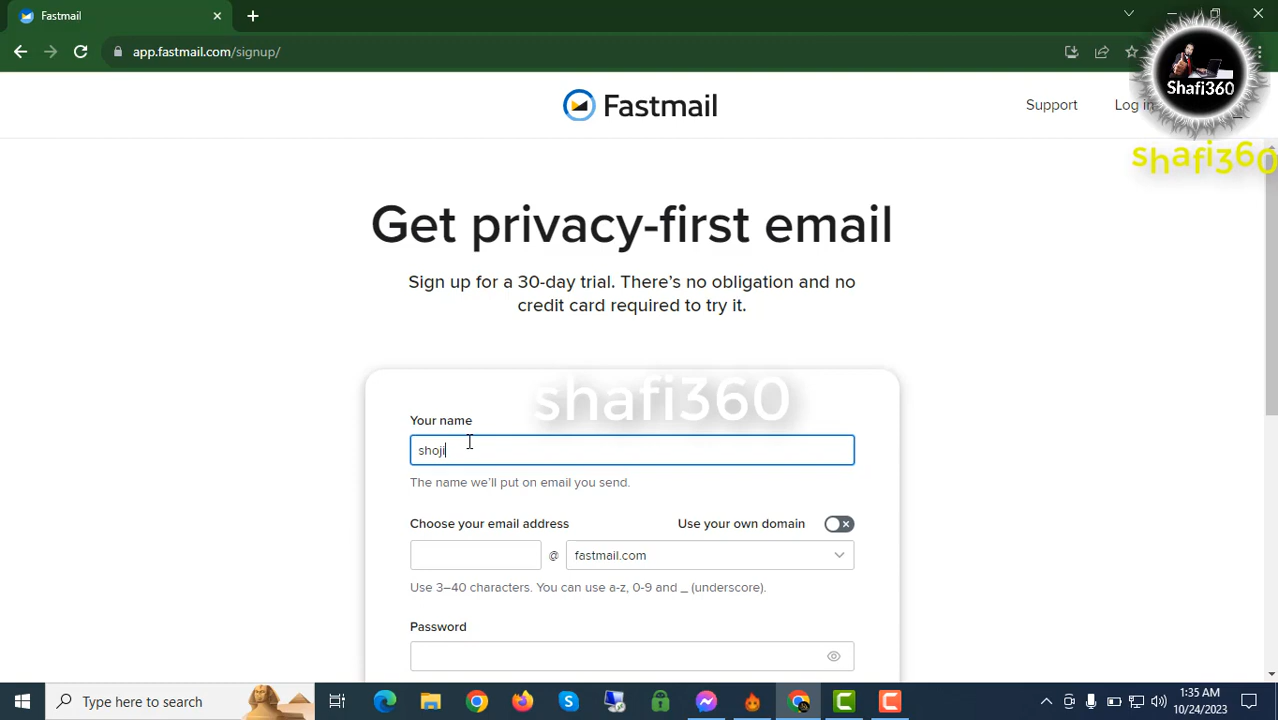 Fastmail
app.fastmail.com/signup/
Shafi360
shafi360
Fastmail
Support
Log in
Get privacy-first email
Sign up for a 30-day trial. There’s no obligation and no
credit card required to try it.
shafi360
Your name
shoji
The name we’ll put on email you send.
Choose your email address
Use your own domain
@ fastmail.com
Use 3–40 characters. You can use a-z, 0-9 and _ (underscore).
Password
Type here to search
1:35 AM
10/24/2023